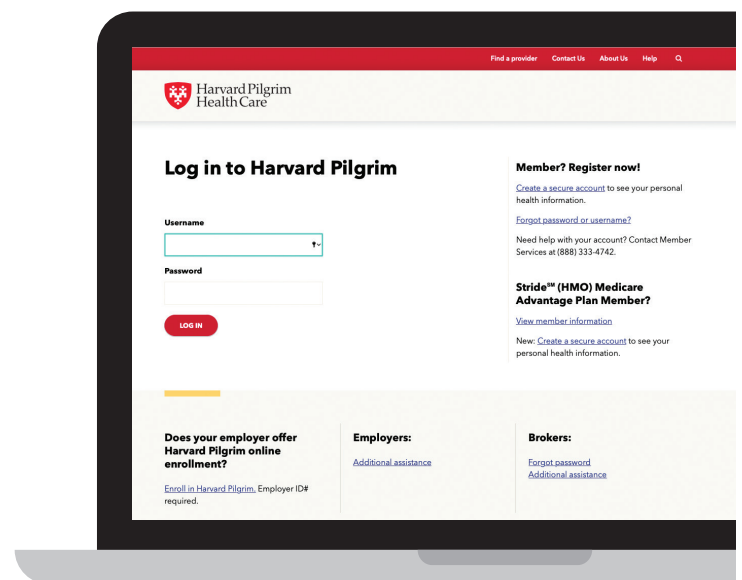 Find a provider Contact Us About Us Help
Harvard Pilgrim
HealthCare
Log in to Harvard Pilgrim
Username
Password
LOG IN
Member? Register now!
Create a secure account to see your personal
health information.
Forgot password or username?
Need help with your account? Contact Member
Services at (888) 333-4742.
Stride℠ (HMO) Medicare
Advantage Plan Member?
View member information
New: Create a secure account to see your
personal health information.
Does your employer offer
Harvard Pilgrim online
enrollment?
Enroll in Harvard Pilgrim. Employer ID#
required.
Employers:
Additional assistance
Brokers:
Forgot password
Additional assistance